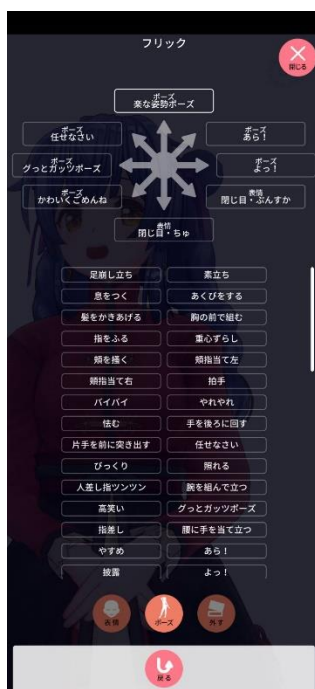 フリック
閉じる
ポーズ
楽な姿勢ポーズ
ポーズ
任せなさい
ポーズ
あら！
ポーズ
グっとガッツポーズ
ポーズ
よっ！
ポーズ
かわいくごめんね
表情
閉じ目・ぷんすか
表情
閉じ目・ちゅ
足崩し立ち
素立ち
息をつく
あくびをする
髪をかきあげる
胸の前で組む
指をふる
重心ずらし
頬を掻く
頬指当て左
頬指当て右
拍手
バイバイ
やれやれ
怯む
手を後ろに回す
片手を前に突き出す
任せなさい
びっくり
照れる
人差し指ツンツン
腕を組んで立つ
高笑い
グっとガッツポーズ
指差し
腰に手を当て立つ
やすめ
あら！
披露
よっ！
表情
ポーズ
外す
戻る